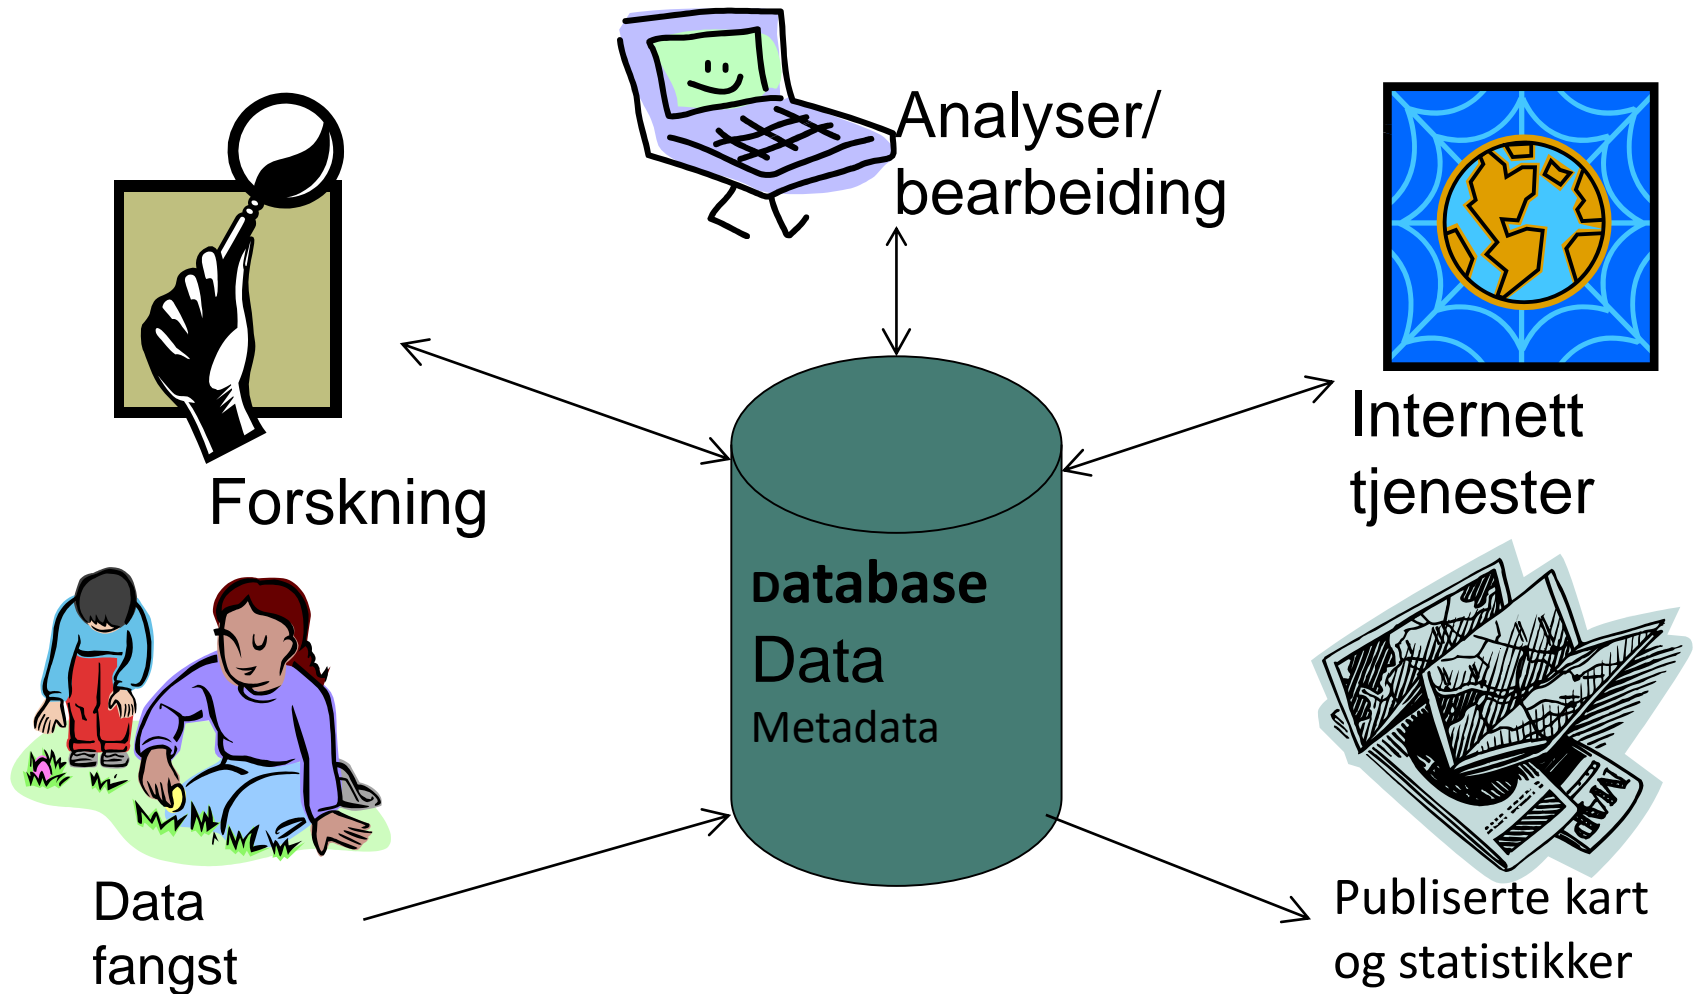 Analyser/
bearbeiding
Forskning
Internett
tjenester
Database
Data
Metadata
MAP
Data
fangst
Publiserte kart
og statistikker